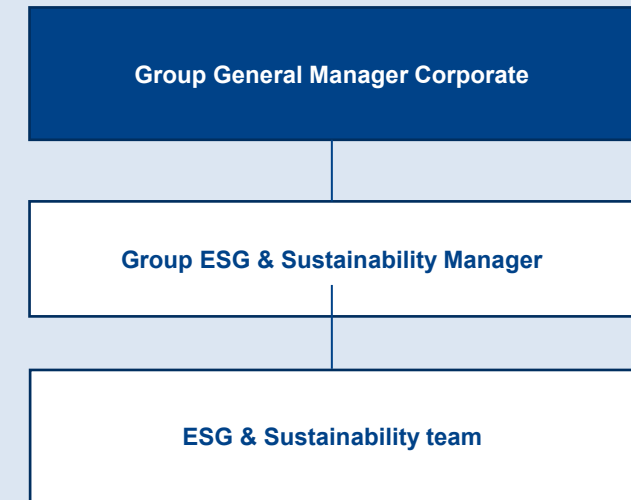 Group General Manager Corporate
Group ESG & Sustainability Manager
ESG & Sustainability team